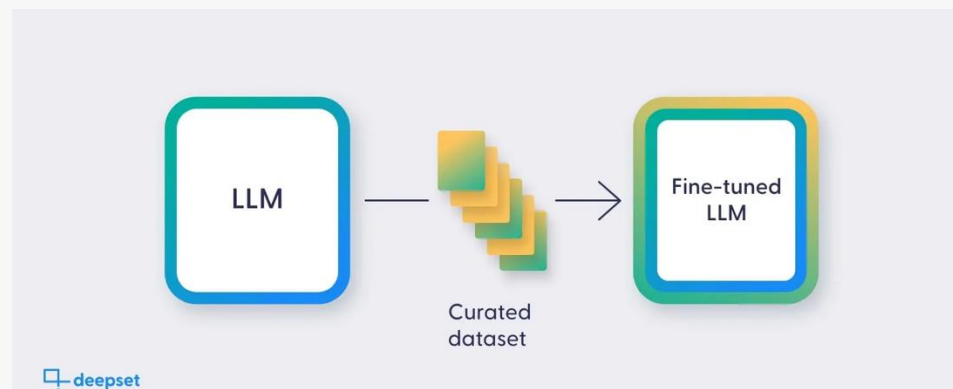 LLM
Curated
dataset
Fine-tuned
LLM
deepset